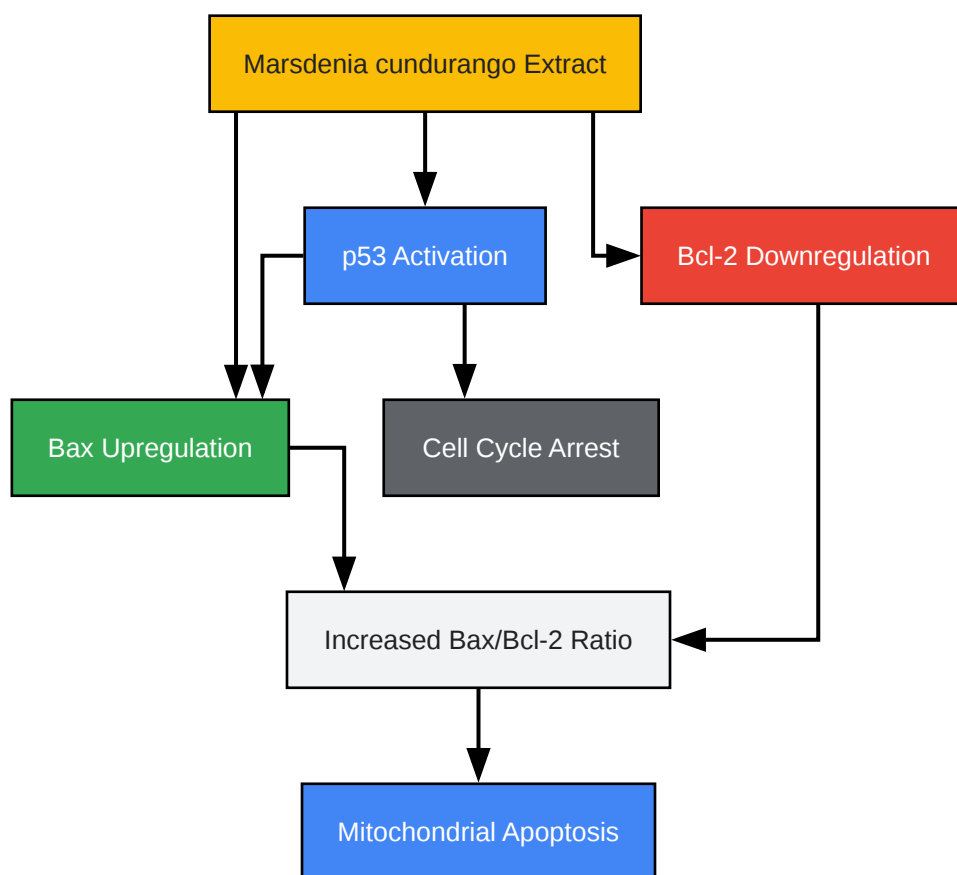 Marsdenia cundurango Extract
p53 Activation
Bcl-2 Downregulation
Bax Upregulation
Cell Cycle Arrest
Increased Bax/Bcl-2 Ratio
Mitochondrial Apoptosis